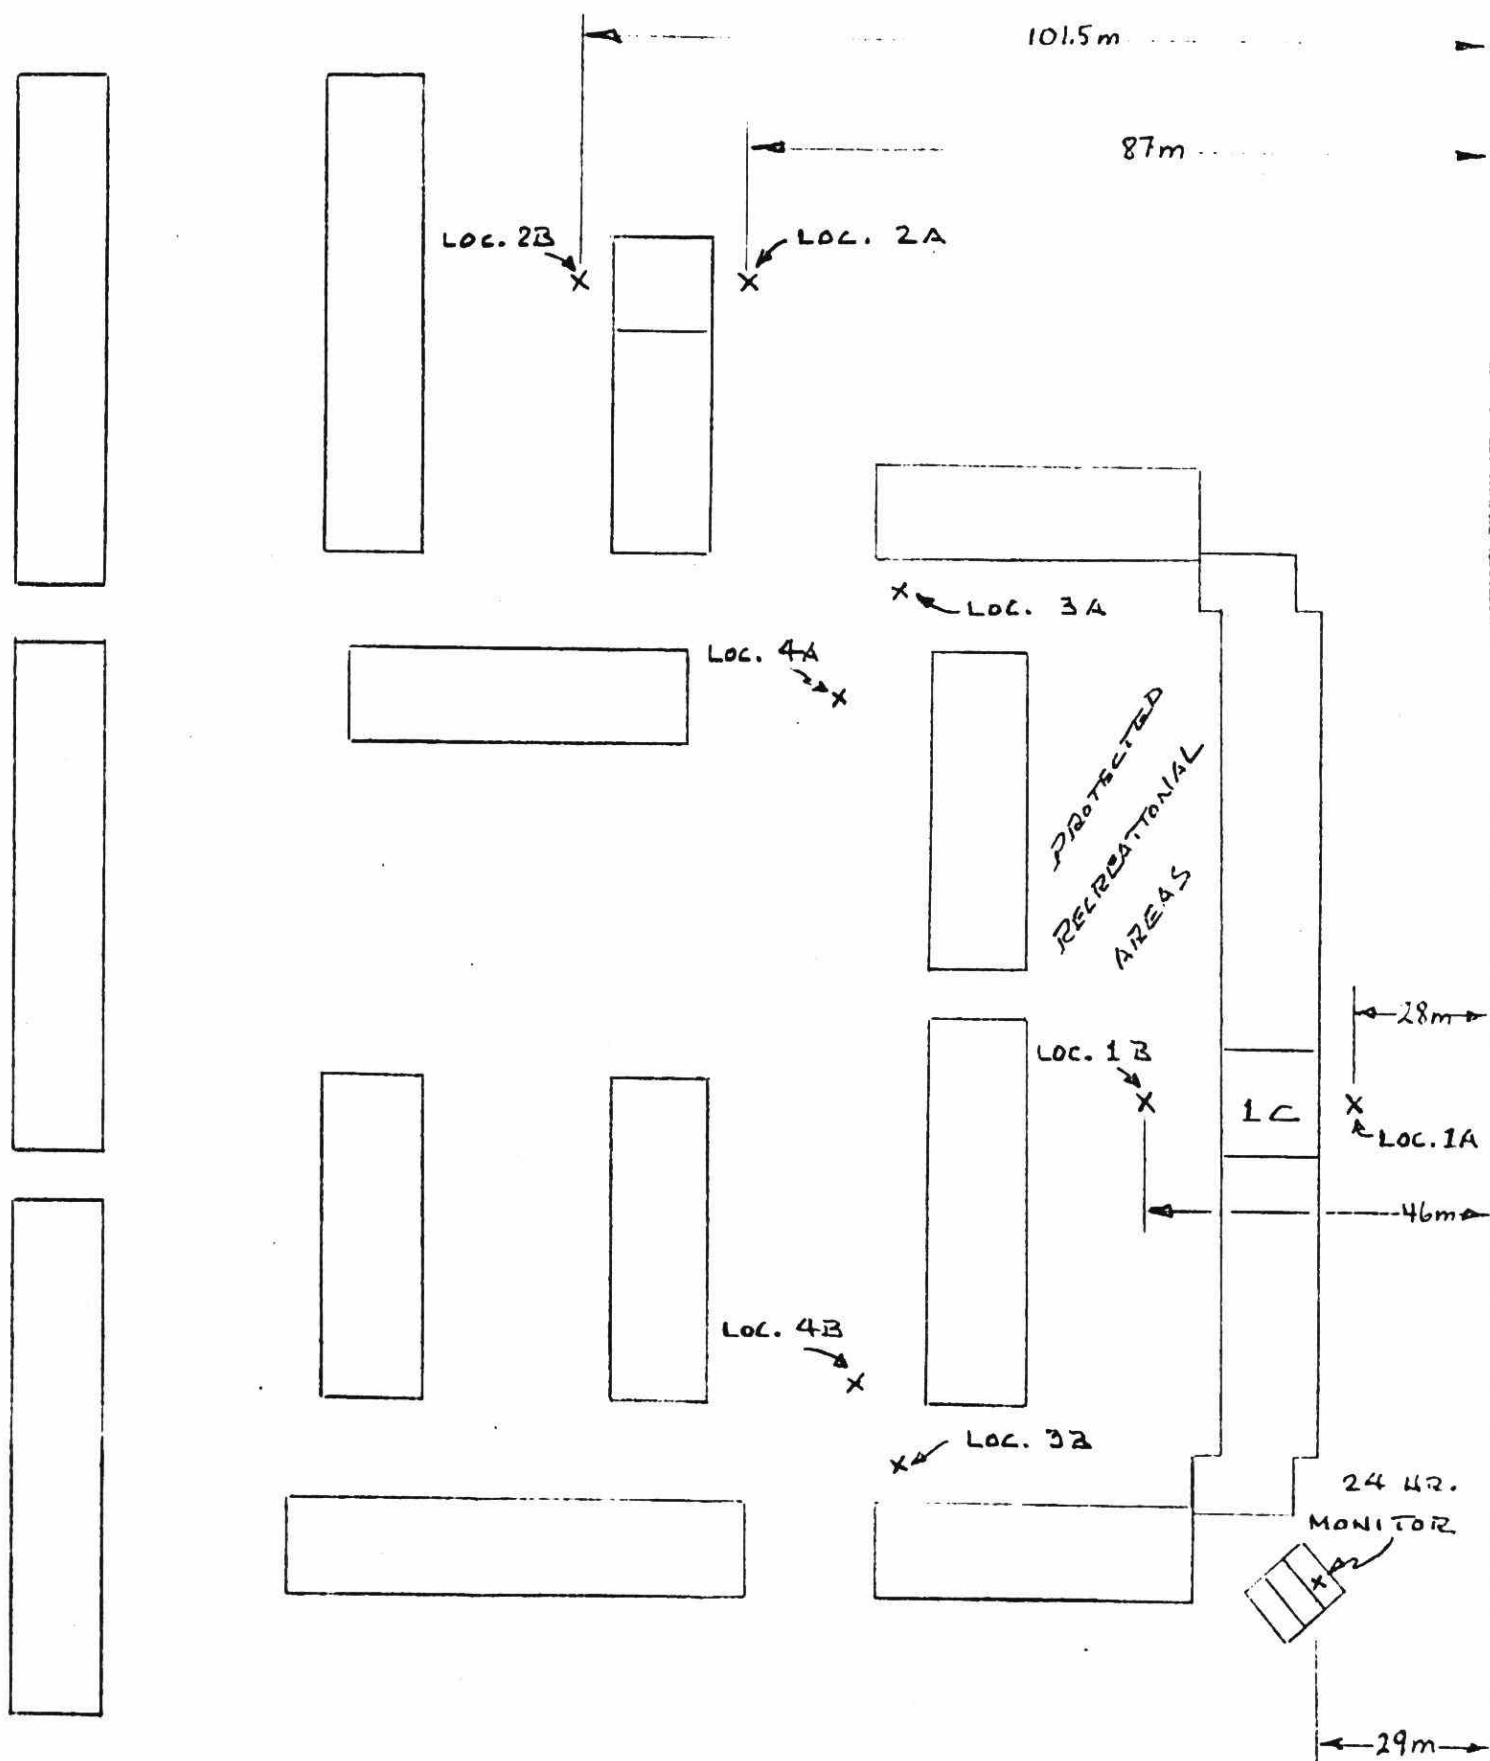 101.5m
87m
LOC. 2B
LOC. 2A
LOC. 3A
LOC. 4A
PROTECTED
RECREATIONAL
AREAS
28m
LOC. 1B
1C
LOC. 1A
46m
LOC. 4B
LOC. 3B
24 HR.
MONITOR
29m